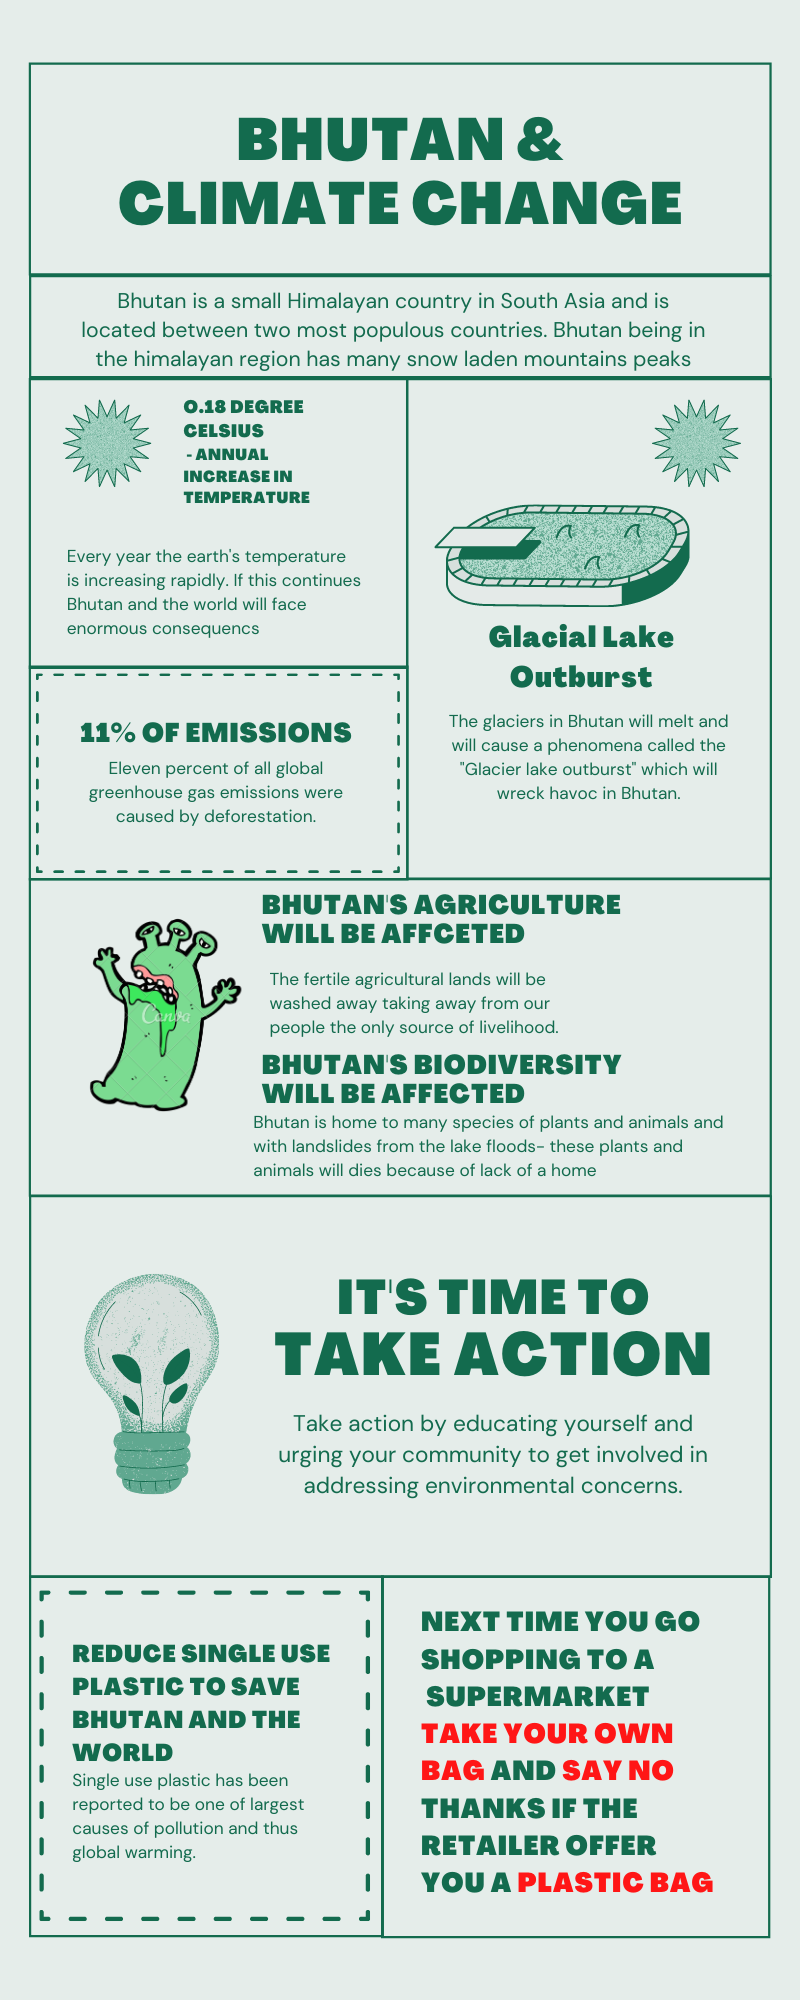 BHUTAN &
CLIMATE CHANGE
Bhutan is a small Himalayan country in South Asia and is
located between two most populous countries. Bhutan being in
the himalayan region has many snow laden mountains peaks
0.18 DEGREE
CELSIUS
- ANNUAL
INCREASE IN
TEMPERATURE
Every year the earth's temperature
is increasing rapidly. If this continues
Bhutan and the world will face
enormous consequencs
11% OF EMISSIONS
Eleven percent of all global
greenhouse gas emissions were
caused by deforestation.
Glacial Lake
Outburst
The glaciers in Bhutan will melt and
will cause a phenomena called the
"Glacier lake outburst" which will
wreck havoc in Bhutan.
BHUTAN'S AGRICULTURE
WILL BE AFFCETED
The fertile agricultural lands will be
washed away taking away from our
people the only source of livelihood.
Canva
BHUTAN'S BIODIVERSITY
WILL BE AFFECTED
Bhutan is home to many species of plants and animals and
with landslides from the lake floods- these plants and
animals will dies because of lack of a home
IT'S TIME TO
TAKE ACTION
Take action by educating yourself and
urging your community to get involved in
addressing environmental concerns.
REDUCE SINGLE USE
PLASTIC TO SAVE
BHUTAN AND THE
WORLD
Single use plastic has been
reported to be one of largest
causes of pollution and thus
global warming.
NEXT TIME YOU GO
SHOPPING TO A
SUPERMARKET
TAKE YOUR OWN
BAG AND SAY NO
THANKS IF THE
RETAILER OFFER
YOU A PLASTIC BAG